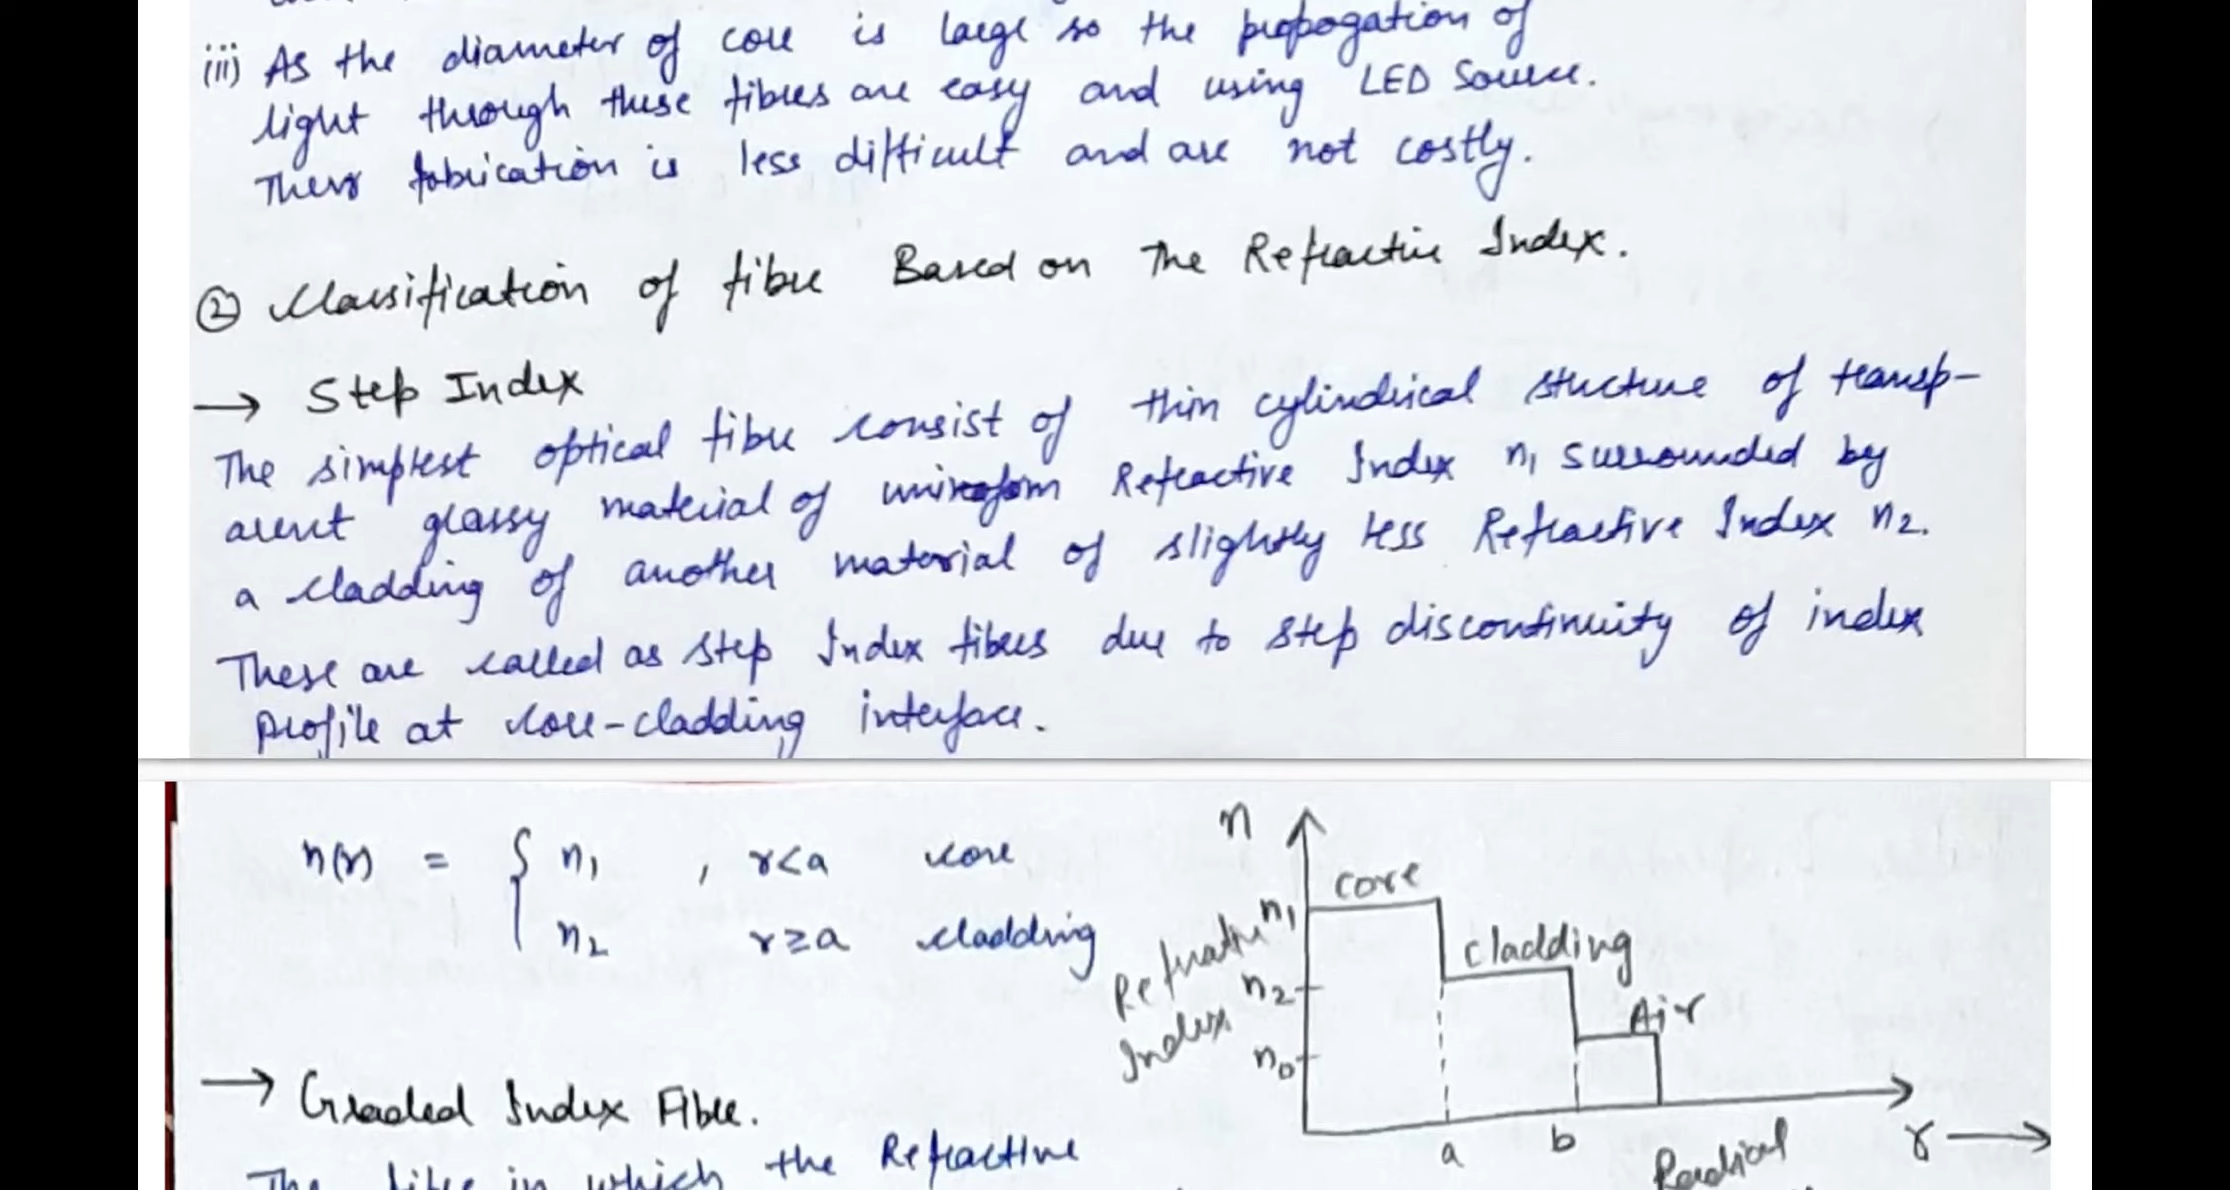 iii) As the diameter of core is large so the propogation of
light through these fibres are easy and using LED Source.
Thers fabrication is less difficult and are not costly.
② Classification of fibre Based on The Refractive Index.
→ Step Index
The simplest optical fibre consist of thin cylindrical structure of transp-
arent glassy material of uniform Refractive Index n₁ surrounded by
a cladding of another material of slightly less Refractive Index n₂.
These are called as step Index fibres due to step discontinuity of index
profile at core-cladding interface.
n(r) = { n₁ , r<a core
n₂ r≥a cladding
n
core
Refractive Index
n₁
cladding
n₂
Air
n₀
a b r →
Radical
→ Graded Index Fibre.
The fibre in which the Refractive